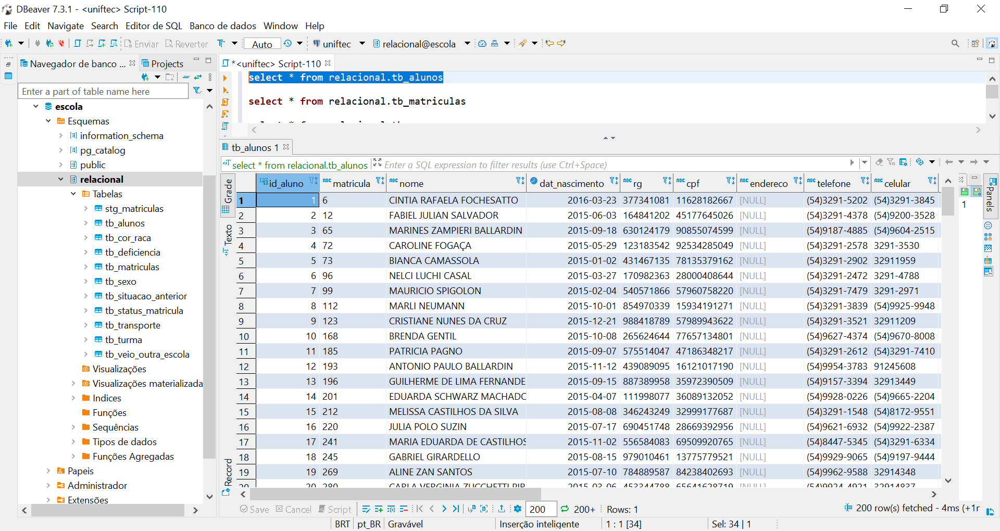 DBeaver 7.3.1 - <uniftec> Script-110
File Edit Navigate Search Editor de SQL Banco de dados Window Help
Enviar Reverter Auto uniftec relacional@escola
Navegador de banco ... Projects
Enter a part of table name here
escola
Esquemas
information_schema
pg_catalog
public
relacional
Tabelas
stg_matriculas
tb_alunos
tb_cor_raca
tb_deficiencia
tb_matriculas
tb_sexo
tb_situacao_anterior
tb_status_matricula
tb_transporte
tb_turma
tb_veio_outra_escola
Visualizações
Visualizações materializada
Indices
Funções
Sequências
Tipos de dados
Funções Agregadas
Papeis
Administrador
Extensões
*<uniftec> Script-110
select * from relacional.tb_alunos
select * from relacional.tb_matriculas
tb_alunos 1
select * from relacional.tb_alunos Enter a SQL expression to filter results (use Ctrl+Space)
Grade
Texto
Record
id_aluno matricula nome dat_nascimento rg cpf endereco telefone celular
1 1 6 CINTIA RAFAELA FOCHESATTO 2016-03-23 377341081 11628182667 [NULL] (54)3291-5202 (54)3291-3845
2 2 12 FABIEL JULIAN SALVADOR 2015-06-03 164841202 45177645026 [NULL] (54)3291-4378 (54)9200-3528
3 3 65 MARINES ZAMPIERI BALLARDIN 2015-09-18 630124179 90855074599 [NULL] (54)9187-4885 (54)9604-2515
4 4 72 CAROLINE FOGAÇA 2015-05-29 123183542 92534285049 [NULL] (54)3291-2578 3291-3530
5 5 73 BIANCA CAMASSOLA 2015-01-02 431467135 78135379162 [NULL] (54)3291-2902 32911959
6 6 96 NELCI LUCHI CASAL 2015-03-27 170982363 28000408644 [NULL] (54)3291-2472 3291-4788
7 7 99 MAURICIO SPIGOLON 2015-02-04 540571866 57960758220 [NULL] (54)3291-7479 3291-2971
8 8 112 MARLI NEUMANN 2015-10-01 854970339 15934191271 [NULL] (54)3291-3839 (54)9925-9948
9 9 123 CRISTIANE NUNES DA CRUZ 2015-12-21 988418789 57989943622 [NULL] (54)3291-3521 32911209
10 10 168 BRENDA GENTIL 2015-10-08 265624644 77657134801 [NULL] (54)9627-4374 (54)9670-8008
11 11 185 PATRICIA PAGNO 2015-09-07 575514047 47186348217 [NULL] (54)3291-2612 (54)3291-7410
12 12 193 ANTONIO PAULO BALLARDIN 2015-11-12 439089095 16121017190 [NULL] (54)9954-3783 91245608
13 13 196 GUILHERME DE LIMA FERNANDE 2015-09-15 887389958 35972390509 [NULL] (54)9157-3394 32913449
14 14 201 EDUARDA SCHWARZ MACHADO 2015-04-07 111998077 36089132052 [NULL] (54)9928-0226 (54)9665-2204
15 15 212 MELISSA CASTILHOS DA SILVA 2015-08-08 346243249 32999177687 [NULL] (54)3291-1548 (54)8172-9551
16 16 220 JULIA POLO SUZIN 2015-07-17 690451748 28669392956 [NULL] (54)9621-6932 (54)9922-2387
17 17 241 MARIA EDUARDA DE CASTILHOS 2015-11-02 556584083 69509920765 [NULL] (54)8447-5345 (54)3291-6334
18 18 245 GABRIEL GIRARDELLO 2015-08-15 979010461 13775779521 [NULL] (54)9929-9065 (54)9197-9444
19 19 269 ALINE ZAN SANTOS 2015-07-10 784889587 84238402693 [NULL] (54)9962-9588 32914348
1
Panels
Save Cancel Script 200 200+ Rows: 1 200 row(s) fetched - 4ms (+1r
BRT pt_BR Gravável Inserção inteligente 1 : 1 [34] Sel: 34 | 1